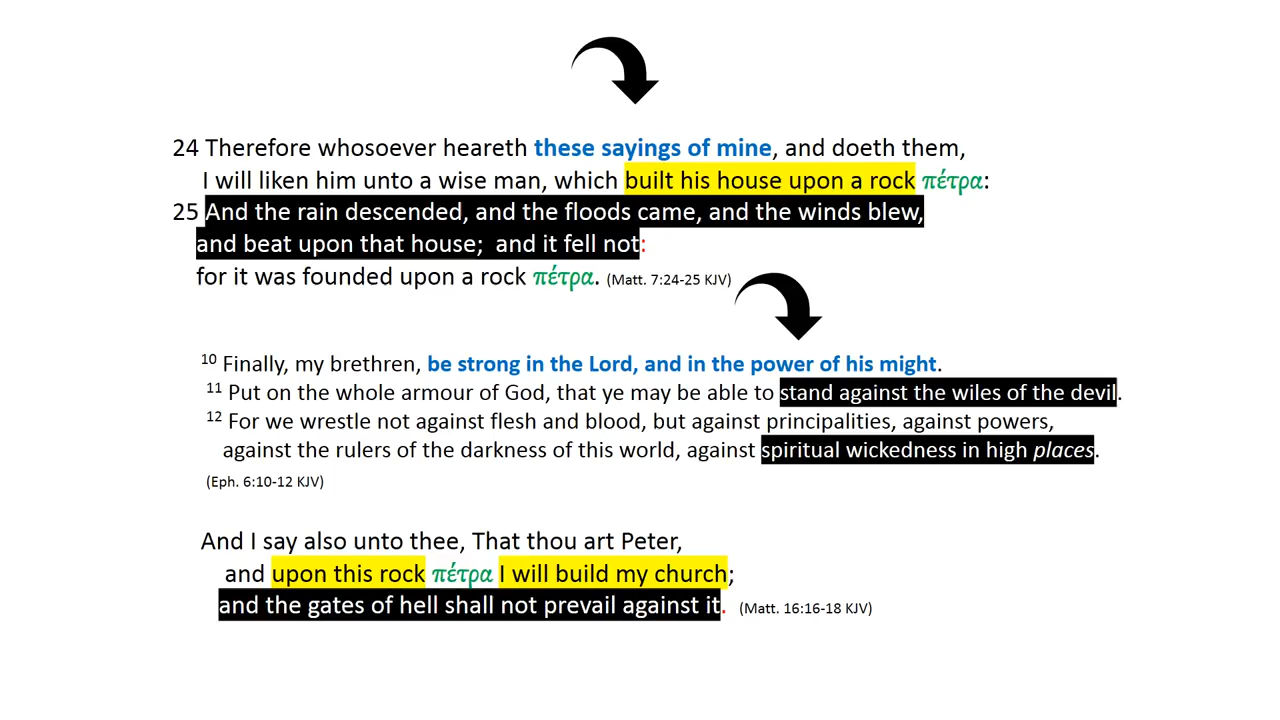 24 Therefore whosoever heareth these sayings of mine, and doeth them,
I will liken him unto a wise man, which built his house upon a rock πέτρα:
25 And the rain descended, and the floods came, and the winds blew,
and beat upon that house; and it fell not:
for it was founded upon a rock πέτρα. (Matt. 7:24-25 KJV)
10 Finally, my brethren, be strong in the Lord, and in the power of his might.
11 Put on the whole armour of God, that ye may be able to stand against the wiles of the devil.
12 For we wrestle not against flesh and blood, but against principalities, against powers,
against the rulers of the darkness of this world, against spiritual wickedness in high places.
(Eph. 6:10-12 KJV)
And I say also unto thee, That thou art Peter,
and upon this rock πέτρα I will build my church;
and the gates of hell shall not prevail against it. (Matt. 16:16-18 KJV)